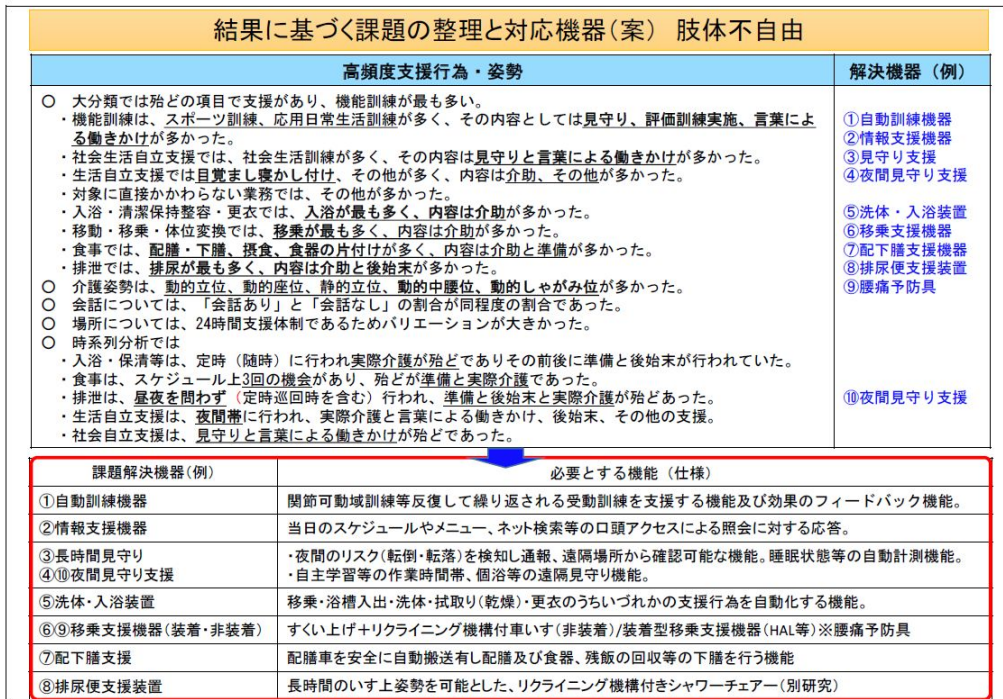 結果に基づく課題の整理と対応機器(案) 肢体不自由
高頻度支援行為・姿勢
解決機器(例)
○ 大分類では殆どの項目で支援があり、機能訓練が最も多い。
・機能訓練は、スポーツ訓練、応用日常生活訓練が多く、その内容としては見守り、評価訓練実施、言葉によ
る働きかけが多かった。
・社会生活自立支援では、社会生活訓練が多く、その内容は見守りと言葉による働きかけが多かった。
・生活自立支援では目覚まし寝かし付け、その他が多く、内容は介助、その他が多かった。
・対象に直接かかわらない業務では、その他が多かった。
・入浴・清潔保持整容・更衣では、入浴が最も多く、内容は介助が多かった。
・移動・移乗・体位変換では、移乗が最も多く、内容は介助が多かった。
・食事では、配膳・下膳、摂食、食器の片付けが多く、内容は介助と準備が多かった。
・排泄では、排尿が最も多く、内容は介助と後始末が多かった。
○ 介護姿勢は、動的立位、動的座位、静的立位、動的中腰位、動的しゃがみ位が多かった。
○ 会話については、「会話あり」と「会話なし」の割合が同程度の割合であった。
○ 場所については、24時間支援体制であるためバリエーションが大きかった。
○ 時系列分析では
・入浴・保清等は、定時(随時)に行われ実際介護が殆どでありその前後に準備と後始末が行われていた。
・食事は、スケジュール上3回の機会があり、殆どが準備と実際介護であった。
・排泄は、昼夜を問わず(定時巡回時を含む)行われ、準備と後始末と実際介護が殆どあった。
・生活自立支援は、夜間帯に行われ、実際介護と言葉による働きかけ、後始末、その他の支援。
・社会自立支援は、見守りと言葉による働きかけが殆どであった。
①自動訓練機器
②情報支援機器
③見守り支援
④夜間見守り支援
⑤洗体・入浴装置
⑥移乗支援機器
⑦配下膳支援機器
⑧排尿便支援装置
⑨腰痛予防具
⑩夜間見守り支援
課題解決機器(例)
必要とする機能(仕様)
①自動訓練機器
関節可動域訓練等反復して繰り返される受動訓練を支援する機能及び効果のフィードバック機能。
②情報支援機器
当日のスケジュールやメニュー、ネット検索等の口頭アクセスによる照会に対する応答。
③長時間見守り
④⑩夜間見守り支援
・夜間のリスク(転倒・転落)を検知し通報、遠隔場所から確認可能な機能。睡眠状態等の自動計測機能。
・自主学習等の作業時間帯、個浴等の遠隔見守り機能。
⑤洗体・入浴装置
移乗・浴槽入出・洗体・拭取り(乾燥)・更衣のうちいづれかの支援行為を自動化する機能。
⑥⑨移乗支援機器(装着・非装着)
すくい上げ+リクライニング機構付車いす(非装着)/装着型移乗支援機器(HAL等)※腰痛予防具
⑦配下膳支援
配膳車を安全に自動搬送有し配膳及び食器、残飯の回収等の下膳を行う機能
⑧排尿便支援装置
長時間のいす上姿勢を可能とした、リクライニング機構付きシャワーチェアー(別研究)